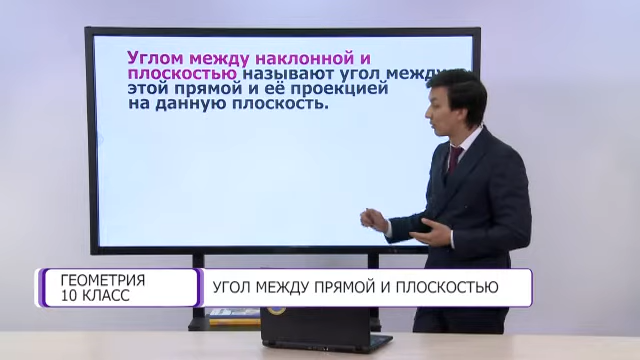 Углом между наклонной и
плоскостью называют угол между
этой прямой и её проекцией
на данную плоскость.
ГЕОМЕТРИЯ
10 КЛАСС
УГОЛ МЕЖДУ ПРЯМОЙ И ПЛОСКОСТЬЮ